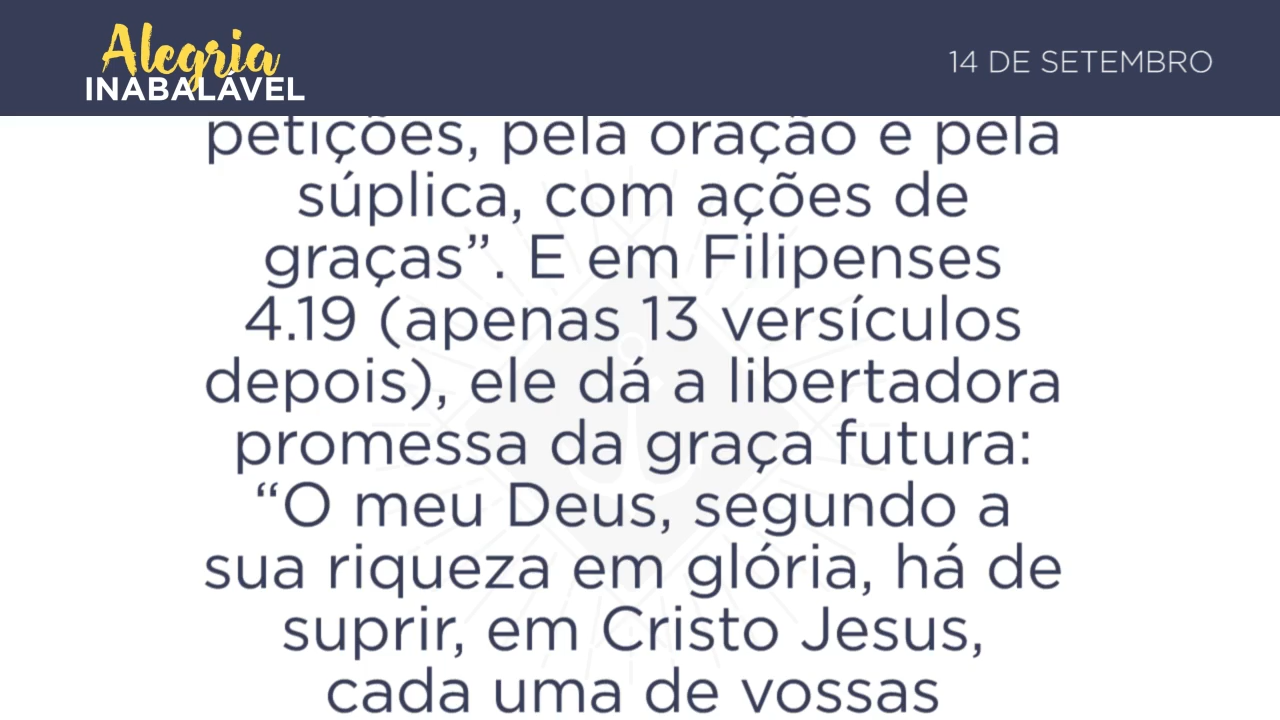 Alegria
INABALÁVEL
14 DE SETEMBRO
petições, pela oração e pela
súplica, com ações de
graças”. E em Filipenses
4.19 (apenas 13 versículos
depois), ele dá a libertadora
promessa da graça futura:
“O meu Deus, segundo a
sua riqueza em glória, há de
suprir, em Cristo Jesus,
cada uma de vossas